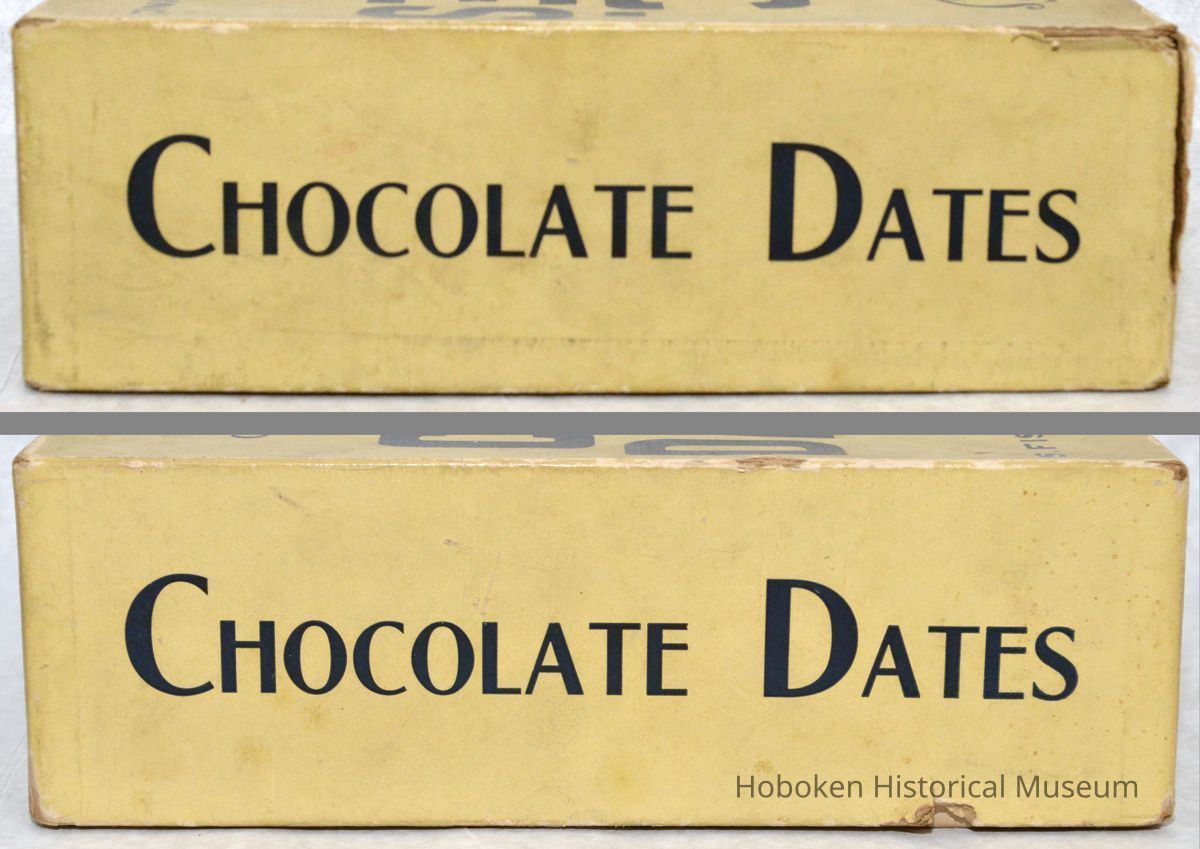 CHOCOLATE DATES
CHOCOLATE DATES
Hoboken Historical Museum